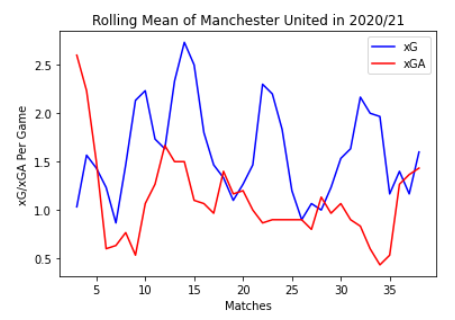 Rolling Mean of Manchester United in 2020/21
xG
xGA
2.5
2.0
1.5
1.0
0.5
xG/xGA Per Game
5 10 15 20 25 30 35
Matches